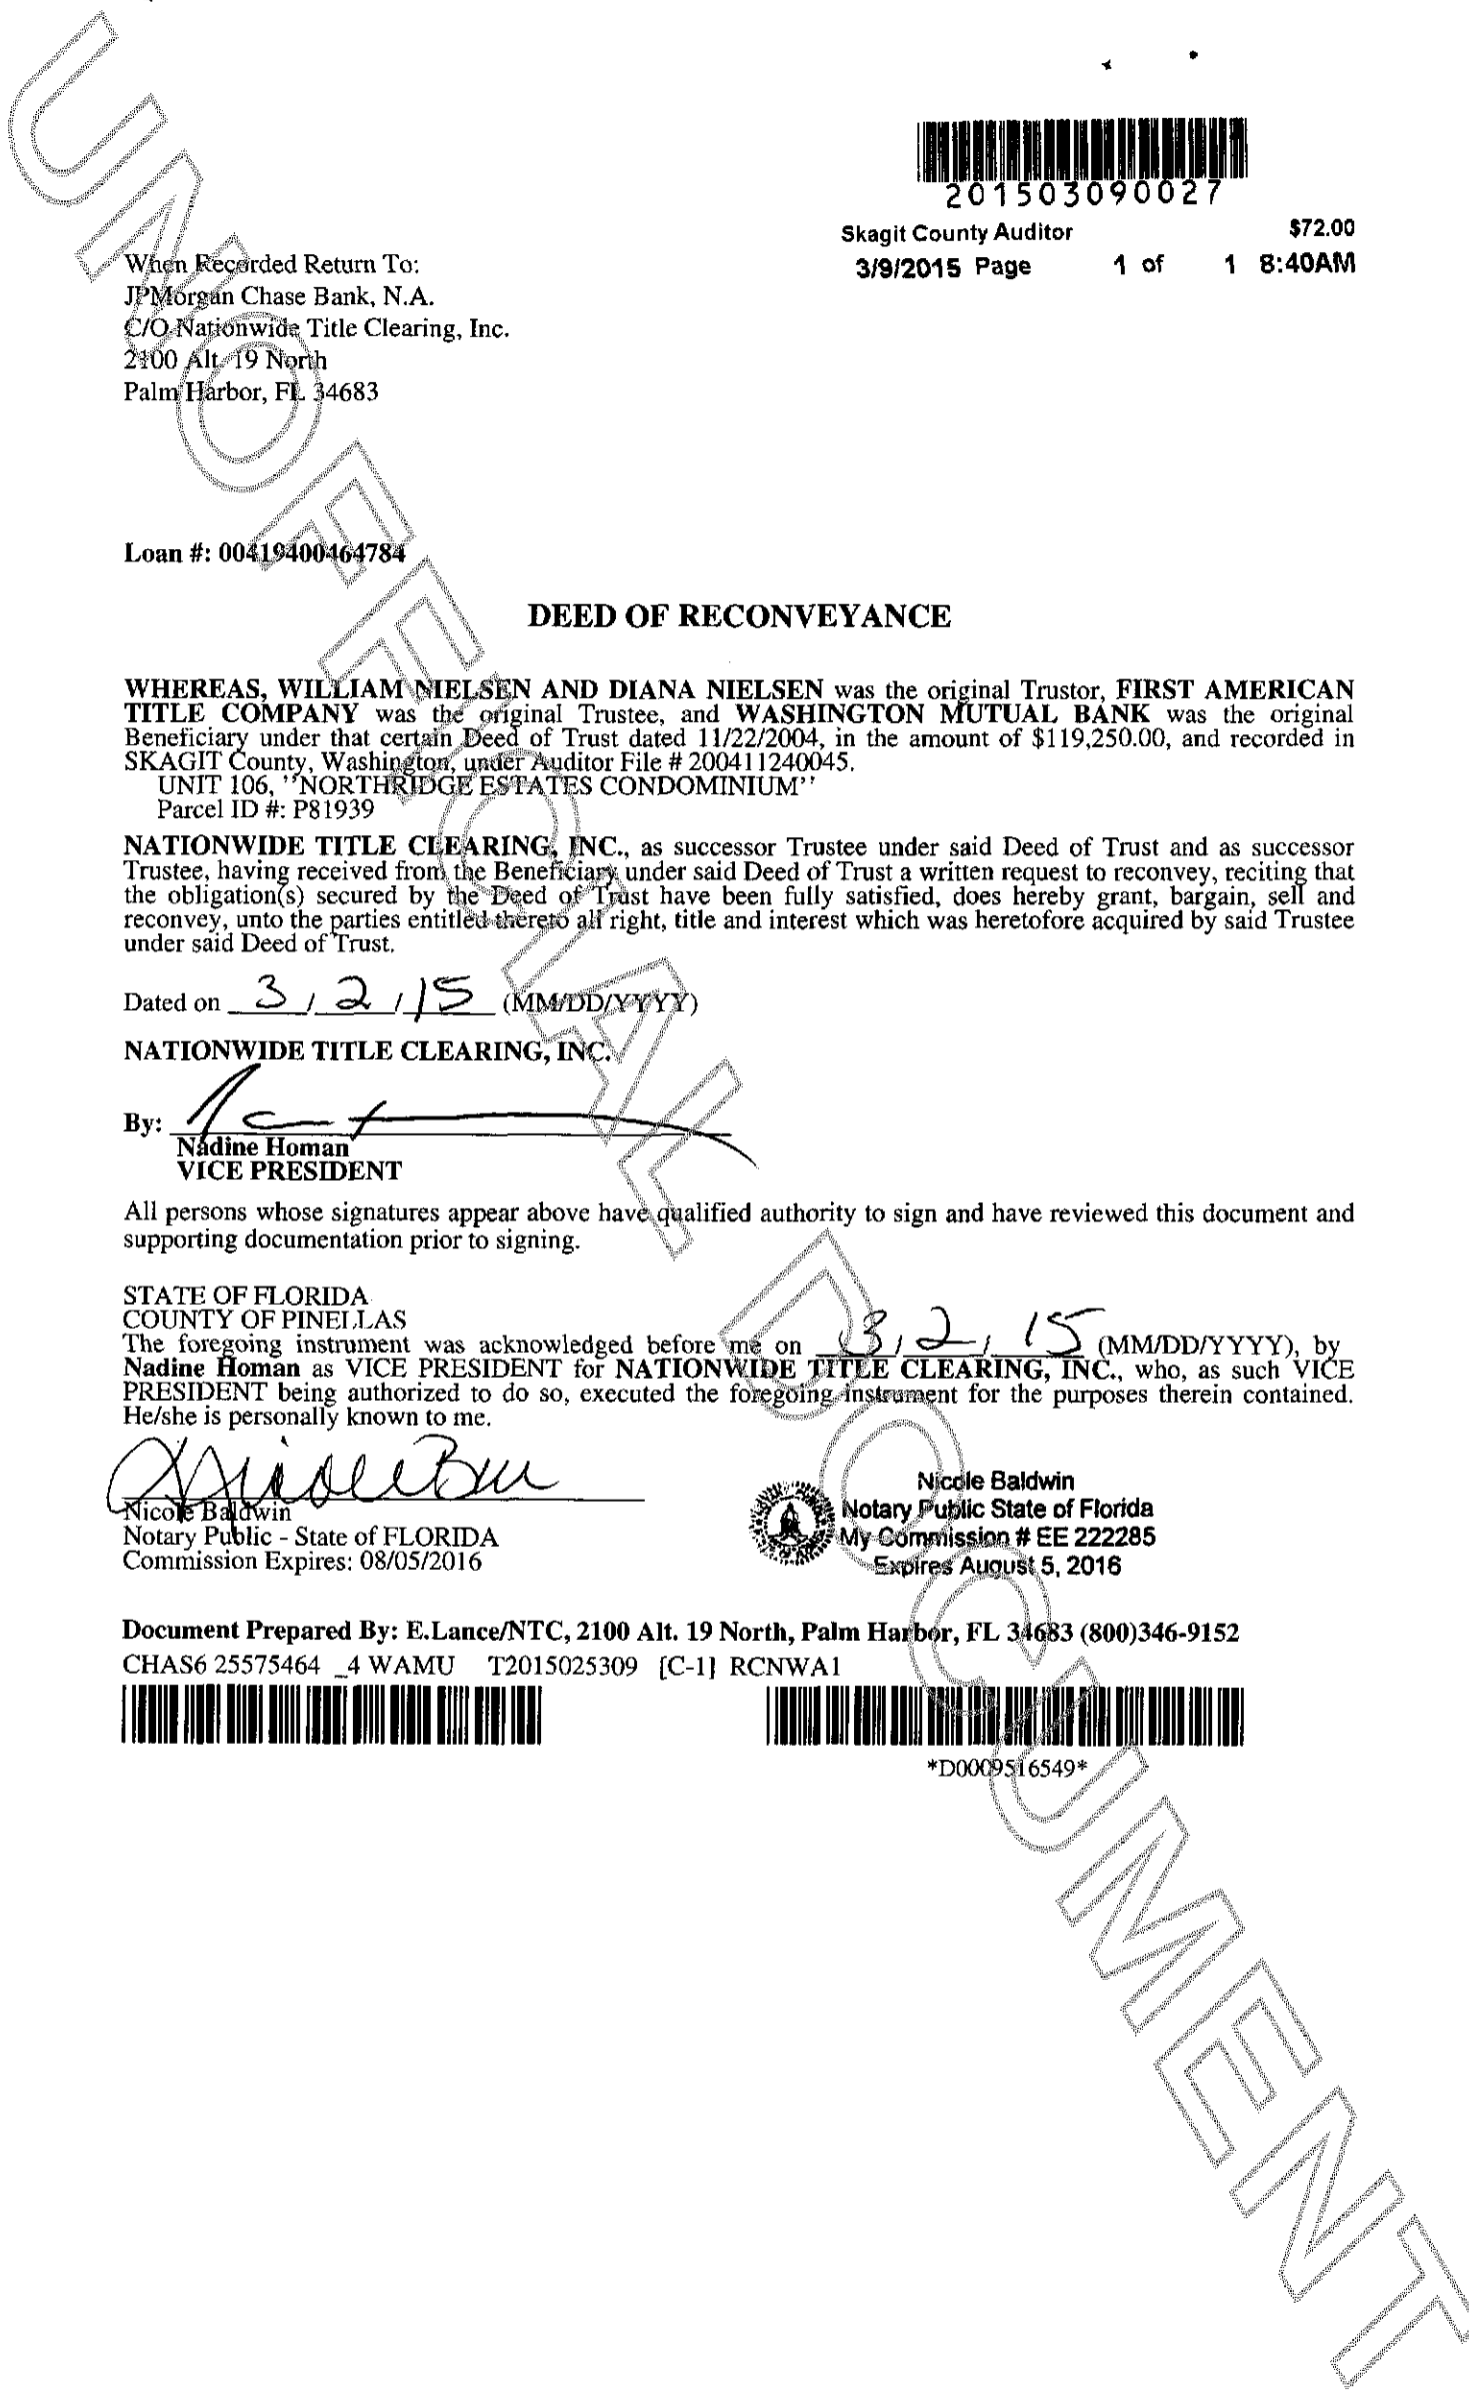 201503090027
Skagit County Auditor $72.00
3/9/2015 Page 1 of 1 8:40AM
When Recorded Return To:
JPMorgan Chase Bank, N.A.
C/O Nationwide Title Clearing, Inc.
2100 Alt. 19 North
Palm Harbor, FL 34683
Loan #: 00419400464784
DEED OF RECONVEYANCE
WHEREAS, WILLIAM NIELSEN AND DIANA NIELSEN was the original Trustor, FIRST AMERICAN
TITLE COMPANY was the original Trustee, and WASHINGTON MUTUAL BANK was the original
Beneficiary under that certain Deed of Trust dated 11/22/2004, in the amount of $119,250.00, and recorded in
SKAGIT County, Washington, under Auditor File # 200411240045.
UNIT 106, "NORTHRIDGE ESTATES CONDOMINIUM"
Parcel ID #: P81939
NATIONWIDE TITLE CLEARING, INC., as successor Trustee under said Deed of Trust and as successor
Trustee, having received from the Beneficiary under said Deed of Trust a written request to reconvey, reciting that
the obligation(s) secured by the Deed of Trust have been fully satisfied, does hereby grant, bargain, sell and
reconvey, unto the parties entitled thereto all right, title and interest which was heretofore acquired by said Trustee
under said Deed of Trust.
Dated on 3/2/15 (MM/DD/YYYY)
NATIONWIDE TITLE CLEARING, INC.
By:
Nadine Homan
VICE PRESIDENT
All persons whose signatures appear above have qualified authority to sign and have reviewed this document and
supporting documentation prior to signing.
STATE OF FLORIDA
COUNTY OF PINELLAS
The foregoing instrument was acknowledged before me on 3/2/15 (MM/DD/YYYY), by
Nadine Homan as VICE PRESIDENT for NATIONWIDE TITLE CLEARING, INC., who, as such VICE
PRESIDENT being authorized to do so, executed the foregoing instrument for the purposes therein contained.
He/she is personally known to me.
Nicole Baldwin
Notary Public - State of FLORIDA
Commission Expires: 08/05/2016
Nicole Baldwin
Notary Public State of Florida
My Commission # EE 222285
Expires August 5, 2016
Document Prepared By: E.Lance/NTC, 2100 Alt. 19 North, Palm Harbor, FL 34683 (800)346-9152
CHAS6 25575464 _4 WAMU T2015025309 [C-1] RCNWA1
*D0009516549*
UNOFFICIAL DOCUMENT